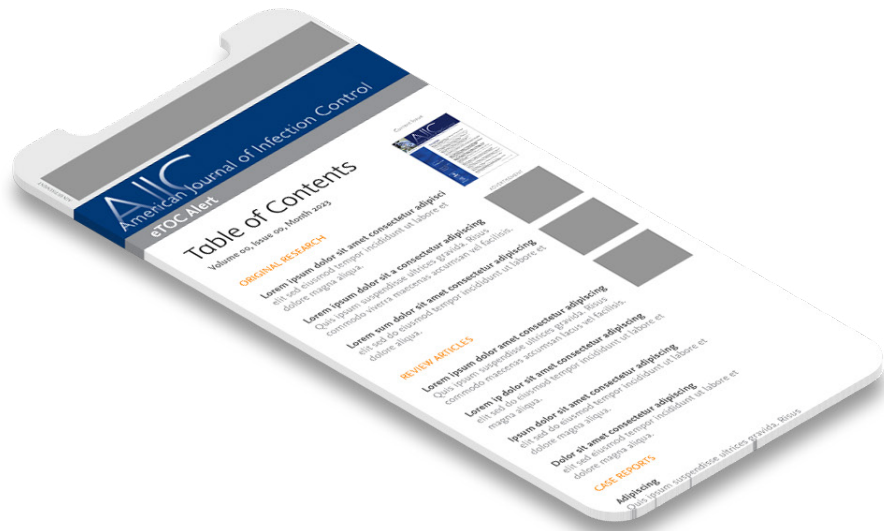 ADVERTISEMENT
AJIC
American Journal of Infection Control
eTOC Alert
Current Issue
AJIC
Table of Contents
Volume 00, Issue 00, Month 2023
ADVERTISEMENT
ORIGINAL RESEARCH
Lorem ipsum dolor sit amet consectetur adipisci
elit sed eiusmod tempor incididunt ut labore et
dolore magna aliqua.
Lorem ipsum dolor sit a consectetur adipiscing
Quis ipsum suspendisse ultrices gravida. Risus
commodo viverra maecenas accumsan vel facilisis.
Lorem sum dolor sit amet consectetur adipiscing
elit sed do eiusmod tempor incididunt ut labore et
dolore aliqua.
REVIEW ARTICLES
Lorem ipsum dolor amet consectetur adipiscing
Quis ipsum suspendisse ultrices gravida. Risus
commodo maecenas accumsan lacus vel facilisis.
Lorem ip dolor sit amet consectetur adipiscing
elit sed do eiusmod tempor incididunt ut labore et
magna aliqua.
Ipsum dolor sit amet consectetur adipiscing
elit sed do eiusmod tempor incididunt ut labore et
dolore magna aliqua.
Dolor sit amet consectetur adipiscing
elit sed do eiusmod tempor incididunt ut labore et
dolore magna aliqua.
CASE REPORTS
Adipiscing
Quis ipsum suspendisse ultrices gravida. Risus